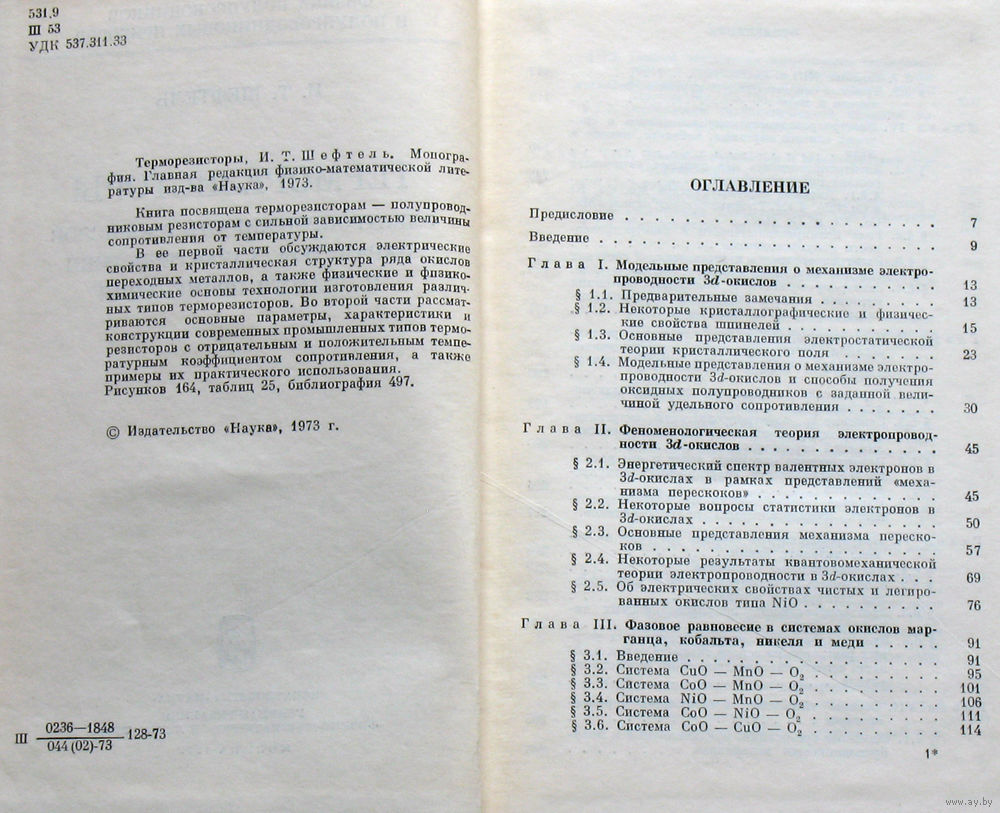 531.9
Ш 53
УДК 537.311.33
Терморезисторы, И. Т. Шефтель. Моногра-
фия. Главная редакция физико-математической лите-
ратуры изд-ва «Наука», 1973.
Книга посвящена терморезисторам — полупровод-
никовым резисторам с сильной зависимостью величины
сопротивления от температуры.
В ее первой части обсуждаются электрические
свойства и кристаллическая структура ряда окислов
переходных металлов, а также физические и физико-
химические основы технологии изготовления различ-
ных типов терморезисторов. Во второй части рассмат-
риваются основные параметры, характеристики и
конструкции современных промышленных типов термо-
резисторов с отрицательным и положительным темпе-
ратурным коэффициентом сопротивления, а также
примеры их практического использования.
Рисунков 164, таблиц 25, библиография 497.
© Издательство «Наука», 1973 г.
Ш 0236—1848 128-73
044 (02)-73
ОГЛАВЛЕНИЕ
Предисловие . . . . . . . . . . . . . . . . . . 7
Введение . . . . . . . . . . . . . . . . . . . 9
Глава I. Модельные представления о механизме электро-
проводности 3d-окислов . . . . . . . . . . 13
§ 1.1. Предварительные замечания . . . . . . . . 13
§ 1.2. Некоторые кристаллографические и физичес-
кие свойства шпинелей . . . . . . . . . . 15
§ 1.3. Основные представления электростатической
теории кристаллического поля . . . . . . . 23
§ 1.4. Модельные представления о механизме электро-
проводности 3d-окислов и способы получения
оксидных полупроводников с заданной вели-
чиной удельного сопротивления . . . . . . . 30
Глава II. Феноменологическая теория электропровод-
ности 3d-окислов . . . . . . . . . . . . . 45
§ 2.1. Энергетический спектр валентных электронов в
3d-окислах в рамках представлений «меха-
низма перескоков» . . . . . . . . . . . . 45
§ 2.2. Некоторые вопросы статистики электронов в
3d-окислах . . . . . . . . . . . . . . . 50
§ 2.3. Основные представления механизма переско-
ков . . . . . . . . . . . . . . . . . . 57
§ 2.4. Некоторые результаты квантовомеханической
теории электропроводности в 3d-окислах . . . 69
§ 2.5. Об электрических свойствах чистых и легиро-
ванных окислов типа NiO . . . . . . . . . 76
Глава III. Фазовое равновесие в системах окислов мар-
ганца, кобальта, никеля и меди . . . . . 91
§ 3.1. Введение . . . . . . . . . . . . . . . . 91
§ 3.2. Система CuO — MnO — O₂ . . . . . . . . . 95
§ 3.3. Система CoO — MnO — O₂ . . . . . . . . . 101
§ 3.4. Система NiO — MnO — O₂ . . . . . . . . . 106
§ 3.5. Система CoO — NiO — O₂ . . . . . . . . . 111
§ 3.6. Система CoO — CuO — O₂ . . . . . . . . . 114
1*
www.ay.by